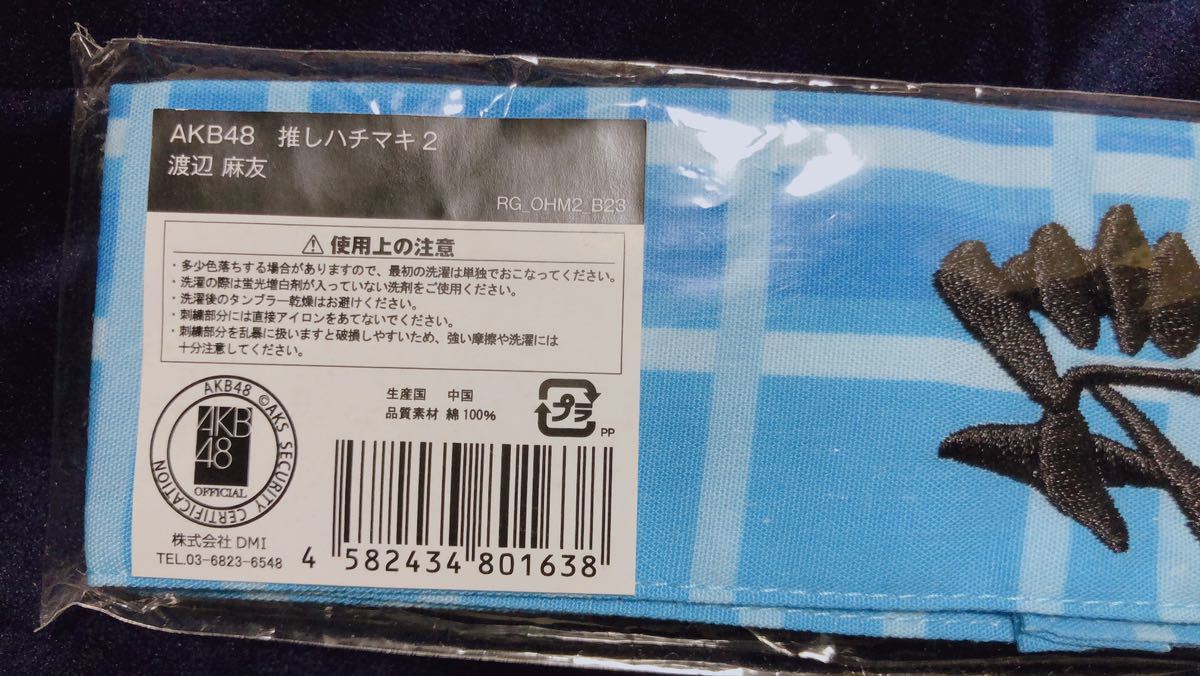 AKB48 推しハチマキ2
渡辺 麻友
RG_OHM2_B23
使用上の注意
・多少色落ちする場合がありますので、最初の洗濯は単独でおこなってください。
・洗濯の際は蛍光増白剤が入っていない洗剤をご使用ください。
・洗濯後のタンブラー乾燥はお避けください。
・刺繍部分には直接アイロンをあてないでください。
・刺繍部分を乱暴に扱いますと破損しやすいため、強い摩擦や洗濯には
十分注意してください。
AKB48 ©AKS SECURITY CERTIFICATION
AKB
48
OFFICIAL
生産国 中国
品質素材 綿100%
プラ
PP
株式会社 DMI
TEL.03-6823-6548
4 582434 801638